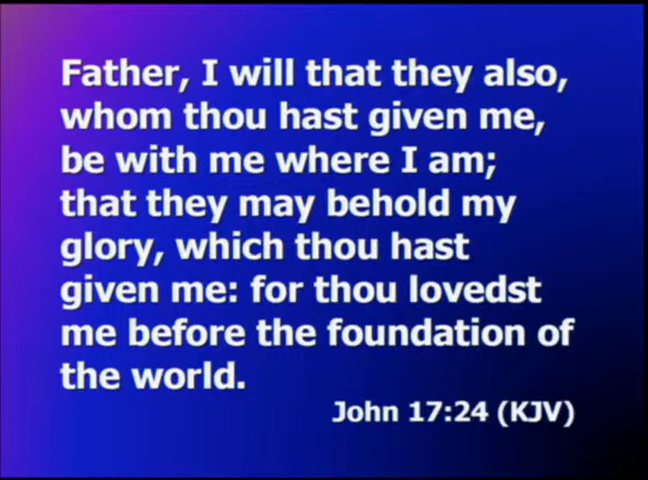 Father, I will that they also,
whom thou hast given me,
be with me where I am;
that they may behold my
glory, which thou hast
given me: for thou lovedst
me before the foundation of
the world.
John 17:24 (KJV)